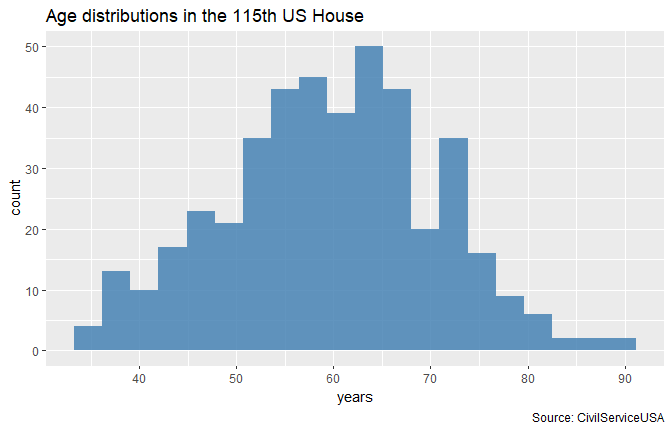 Age distributions in the 115th US House
50
40
30
20
10
0
count
40 50 60 70 80 90
years
Source: CivilServiceUSA